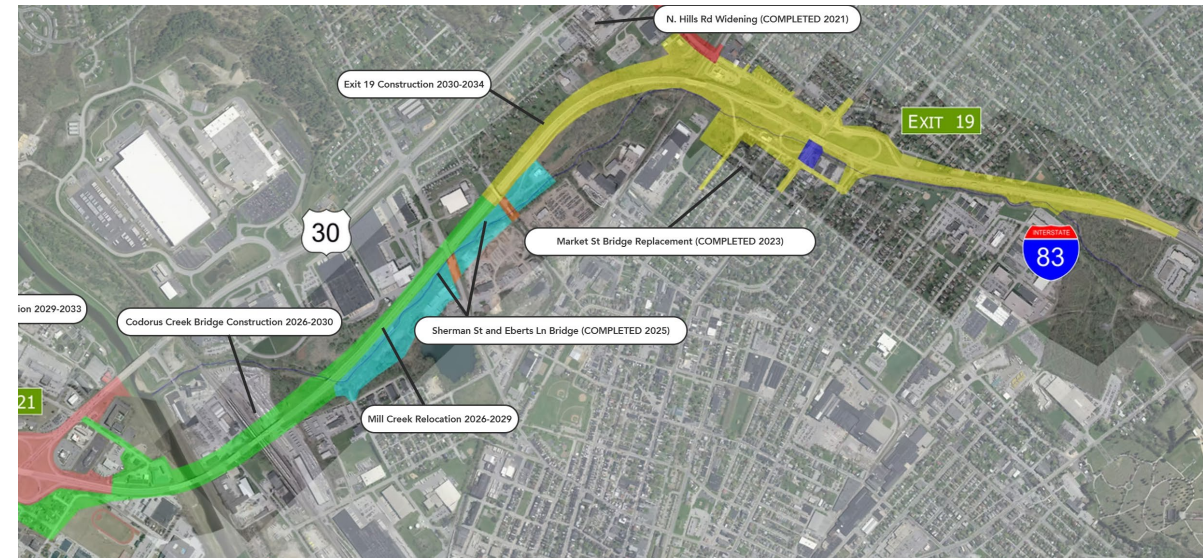 N. Hills Rd Widening (COMPLETED 2021)
Exit 19 Construction 2030-2034
EXIT 19
30
Market St Bridge Replacement (COMPLETED 2023)
INTERSTATE
83
ion 2029-2033
Codorus Creek Bridge Construction 2026-2030
Sherman St and Eberts Ln Bridge (COMPLETED 2025)
21
Mill Creek Relocation 2026-2029